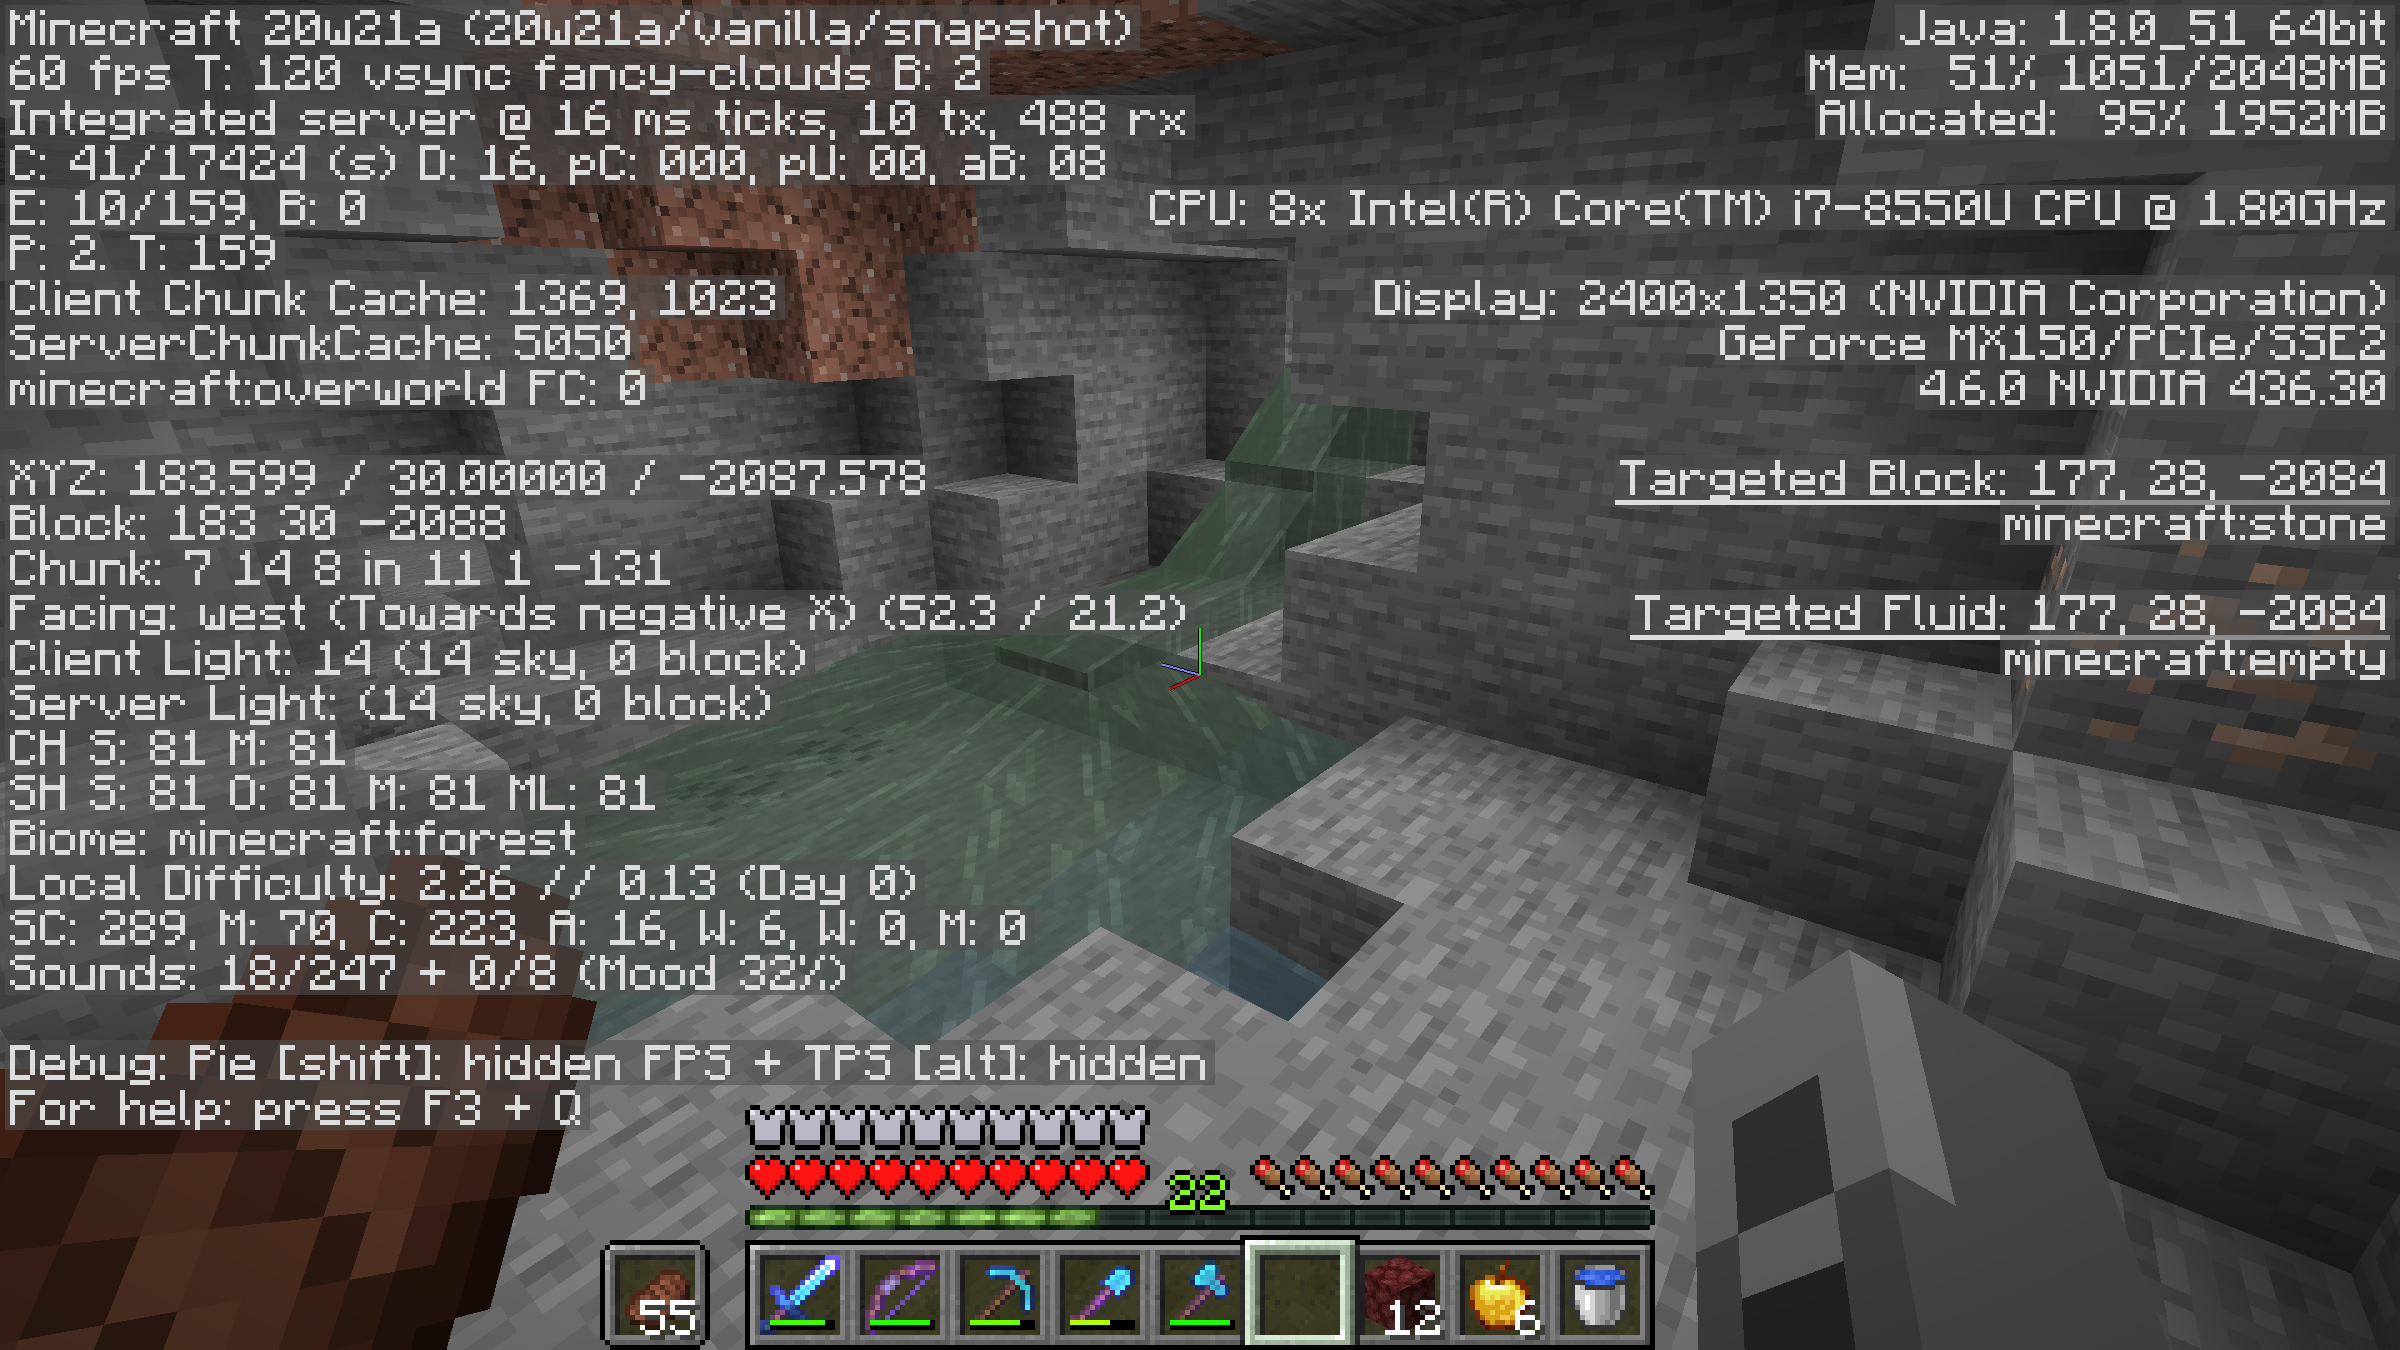 Minecraft 20w21a (20w21a/vanilla/snapshot)
60 fps T: 120 vsync fancy-clouds B: 2
Integrated server @ 16 ms ticks, 10 tx, 488 rx
C: 41/17424 (s) D: 16, pC: 000, pU: 00, aB: 08
E: 10/159, B: 0
P: 2. T: 159
Client Chunk Cache: 1369, 1023
ServerChunkCache: 5050
minecraft:overworld FC: 0
XYZ: 183.599 / 30.00000 / -2087.578
Block: 183 30 -2088
Chunk: 7 14 8 in 11 1 -131
Facing: west (Towards negative X) (52.3 / 21.2)
Client Light: 14 (14 sky, 0 block)
Server Light: (14 sky, 0 block)
CH S: 81 M: 81
SH S: 81 O: 81 M: 81 ML: 81
Biome: minecraft:forest
Local Difficulty: 2.26 // 0.13 (Day 0)
SC: 289, M: 70, C: 223, A: 16, W: 6, W: 0, M: 0
Sounds: 18/247 + 0/8 (Mood 32%)
Debug: Pie [shift]: hidden FPS + TPS [alt]: hidden
For help: press F3 + Q
Java: 1.8.0_51 64bit
Mem: 51% 1051/2048MB
Allocated: 95% 1952MB
CPU: 8x Intel(R) Core(TM) i7-8550U CPU @ 1.80GHz
Display: 2400x1350 (NVIDIA Corporation)
GeForce MX150/PCIe/SSE2
4.6.0 NVIDIA 436.30
Targeted Block: 177, 28, -2084
minecraft:stone
Targeted Fluid: 177, 28, -2084
minecraft:empty
22
55
12
6